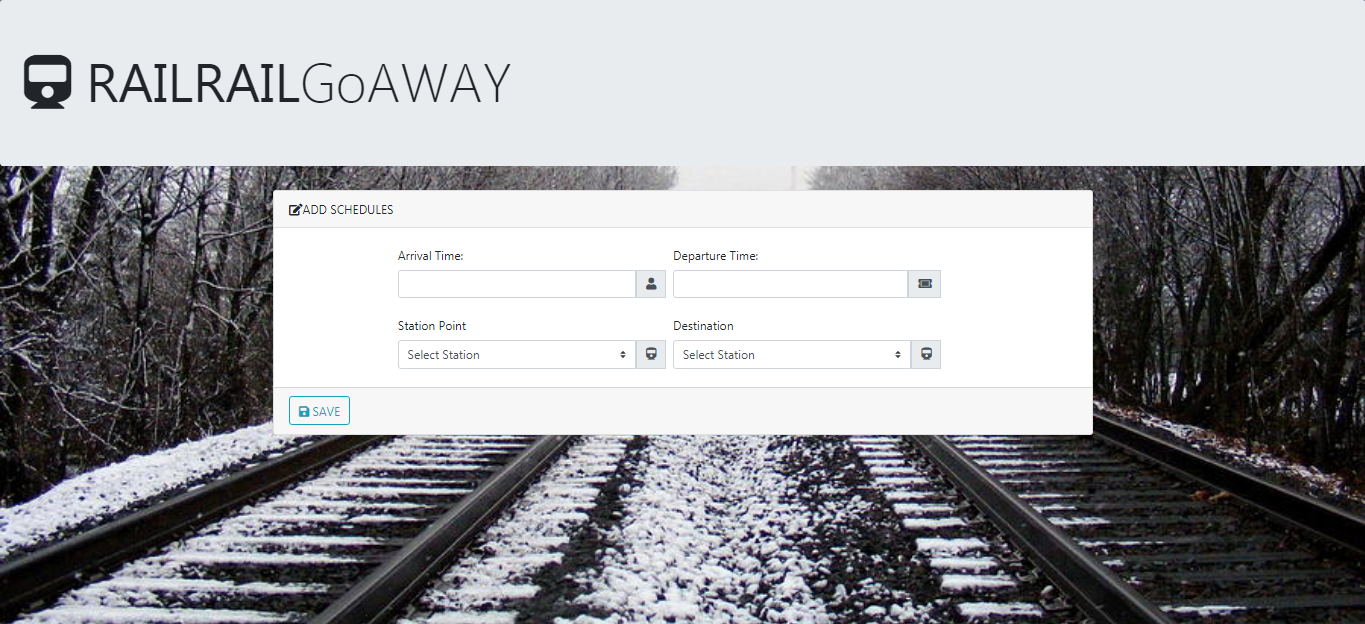 RAILRAILGoAWAY
ADD SCHEDULES
Arrival Time: Departure Time:
Station Point Destination
Select Station Select Station
SAVE